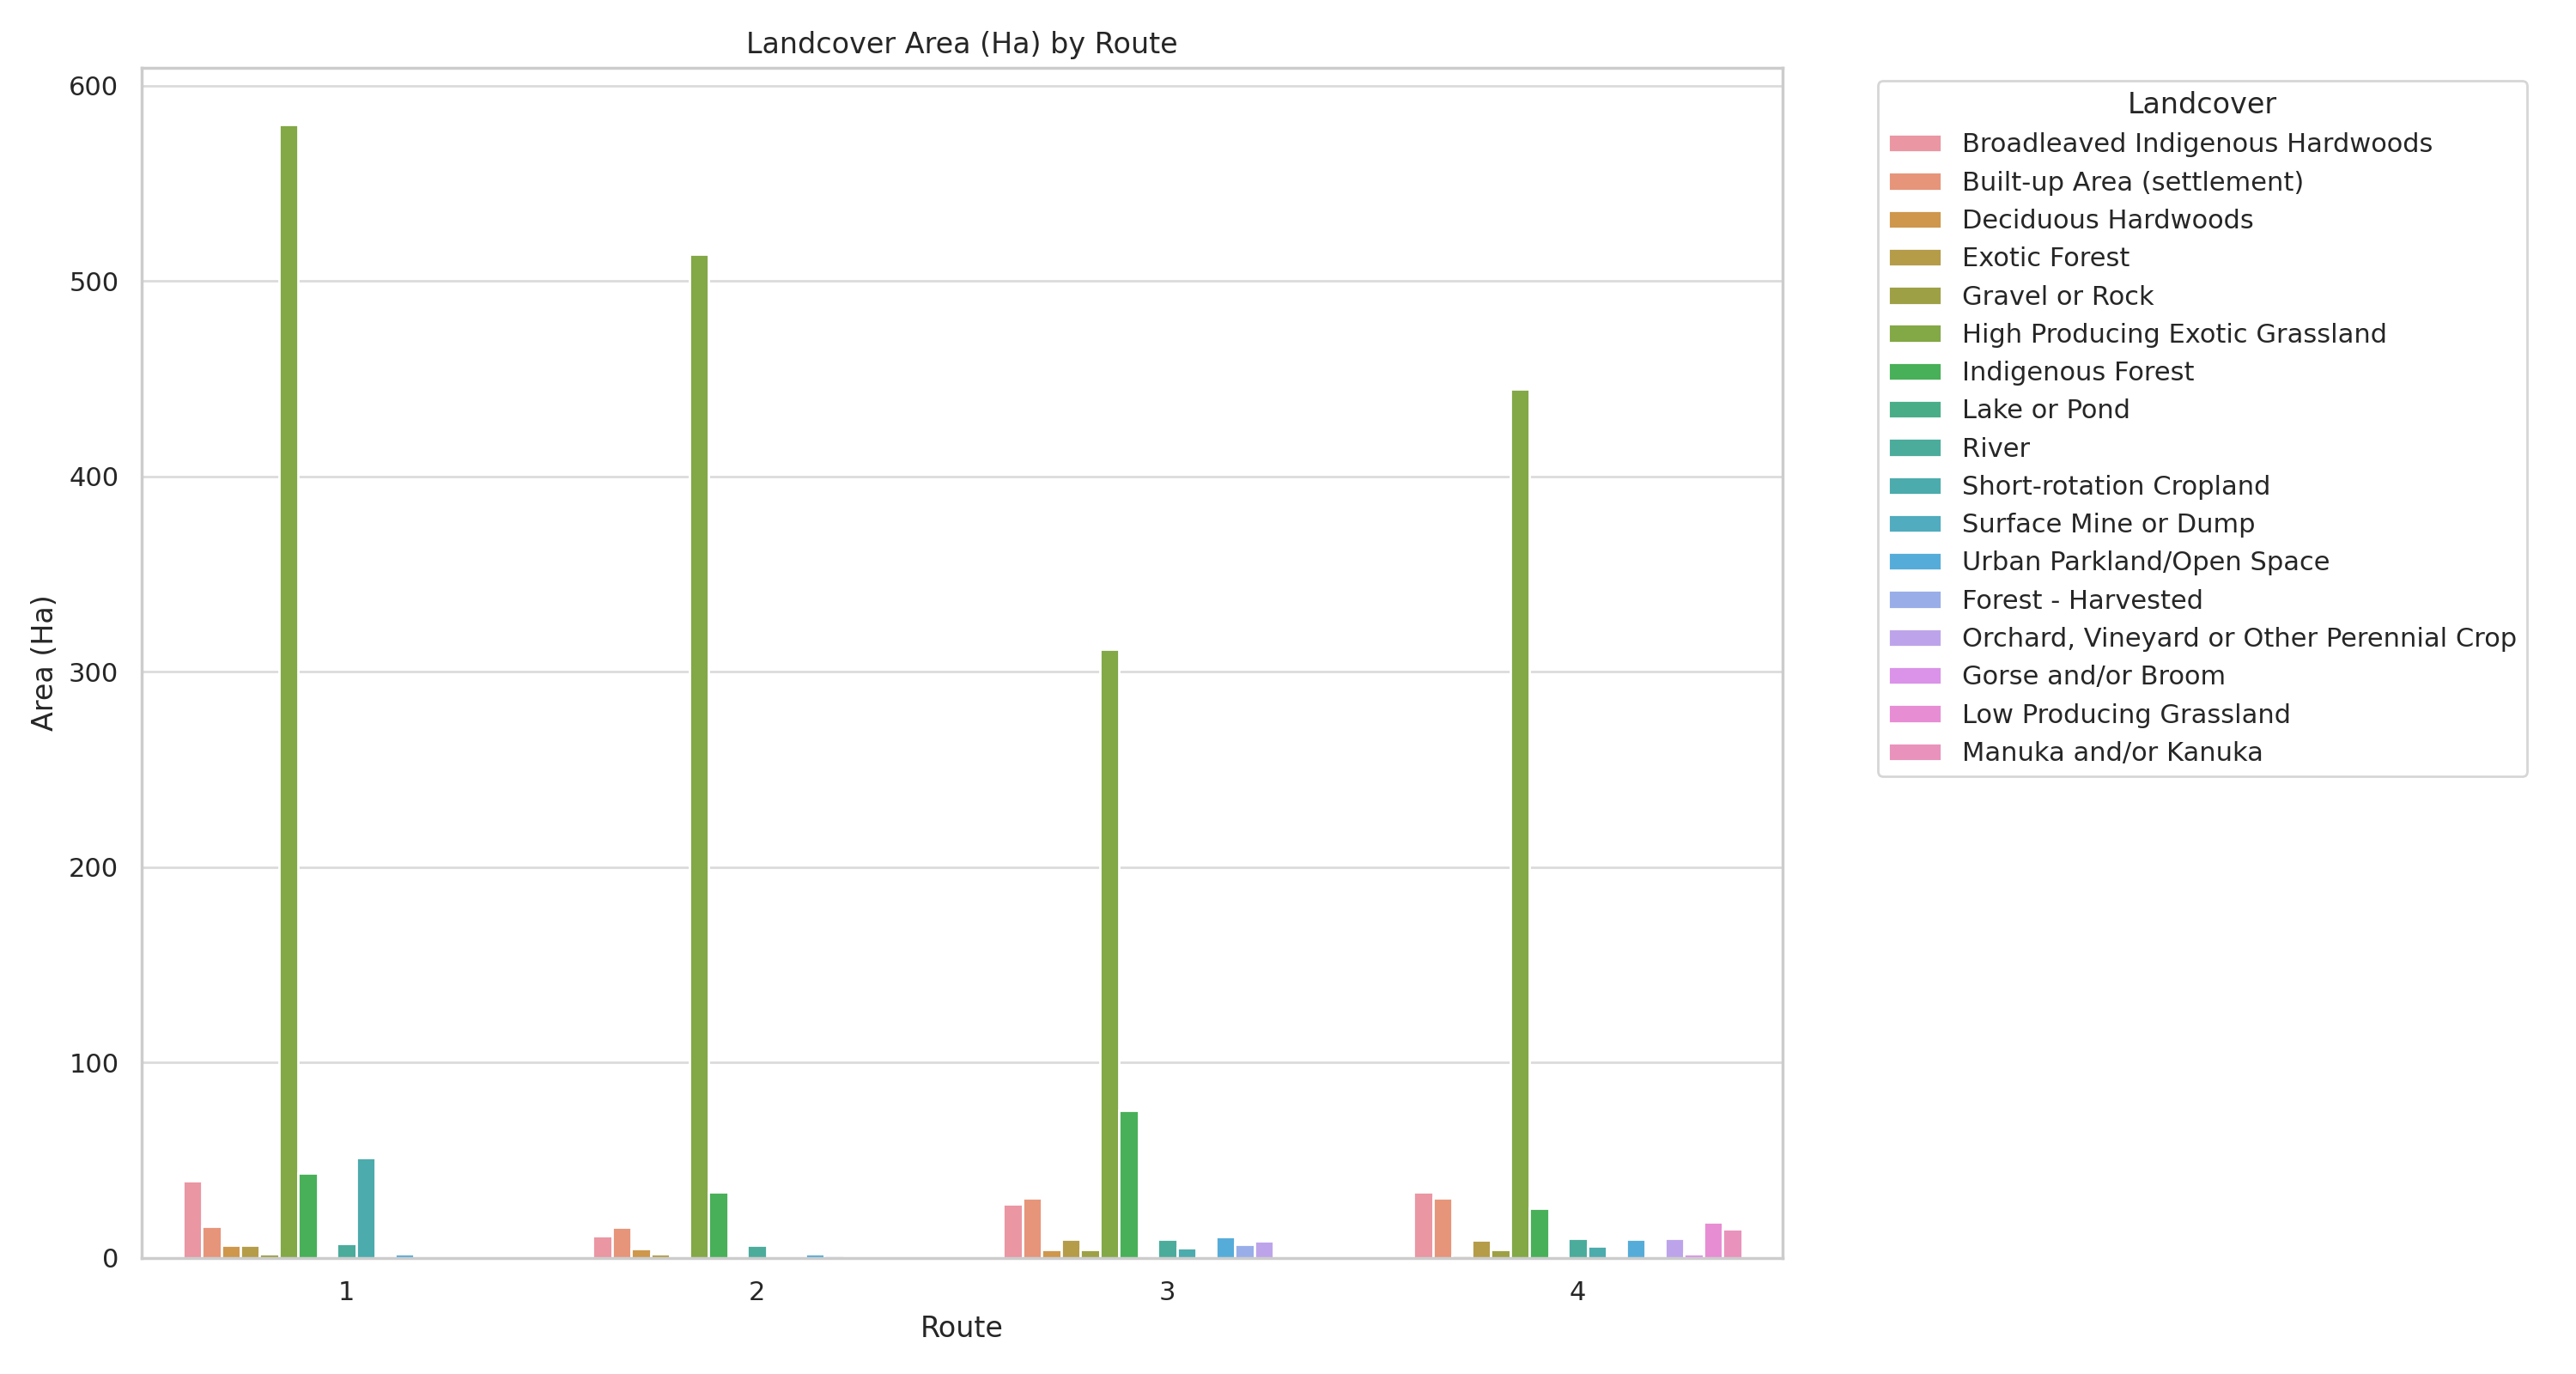 Landcover Area (Ha) by Route
600
500
400
300
200
100
0
Area (Ha)
1
2
3
4
Route
Landcover
Broadleaved Indigenous Hardwoods
Built-up Area (settlement)
Deciduous Hardwoods
Exotic Forest
Gravel or Rock
High Producing Exotic Grassland
Indigenous Forest
Lake or Pond
River
Short-rotation Cropland
Surface Mine or Dump
Urban Parkland/Open Space
Forest - Harvested
Orchard, Vineyard or Other Perennial Crop
Gorse and/or Broom
Low Producing Grassland
Manuka and/or Kanuka